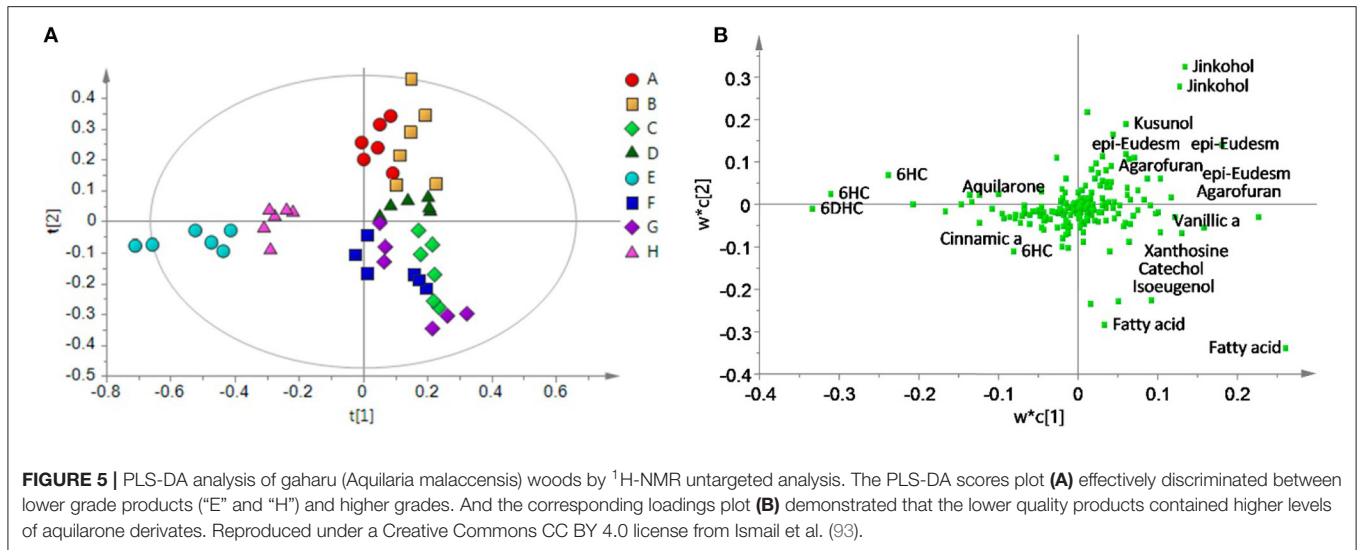 A
t[2]
0.4
0.3
0.2
0.1
0
-0.1
-0.2
-0.3
-0.4
-0.5
-0.8
-0.6
-0.4
-0.2
0
0.2
0.4
0.6
t[1]
A
B
C
D
E
F
G
H
B
w*c[2]
0.3
0.2
0.1
0
-0.1
-0.2
-0.3
-0.4
-0.4
-0.3
-0.2
-0.1
0
0.1
0.2
w*c[1]
Jinkohol
Jinkohol
Kusunol
epi-Eudesm
epi-Eudesm
Agarofuran
epi-Eudesm
Agarofuran
6HC
6HC
6DHC
Aquilarone
Cinnamic a
6HC
Vanillic a
Xanthosine
Catechol
Isoeugenol
Fatty acid
Fatty acid
FIGURE 5 | PLS-DA analysis of gaharu (Aquilaria malaccensis) woods by ¹H-NMR untargeted analysis. The PLS-DA scores plot (A) effectively discriminated between
lower grade products (“E” and “H”) and higher grades. And the corresponding loadings plot (B) demonstrated that the lower quality products contained higher levels
of aquilarone derivates. Reproduced under a Creative Commons CC BY 4.0 license from Ismail et al. (93).